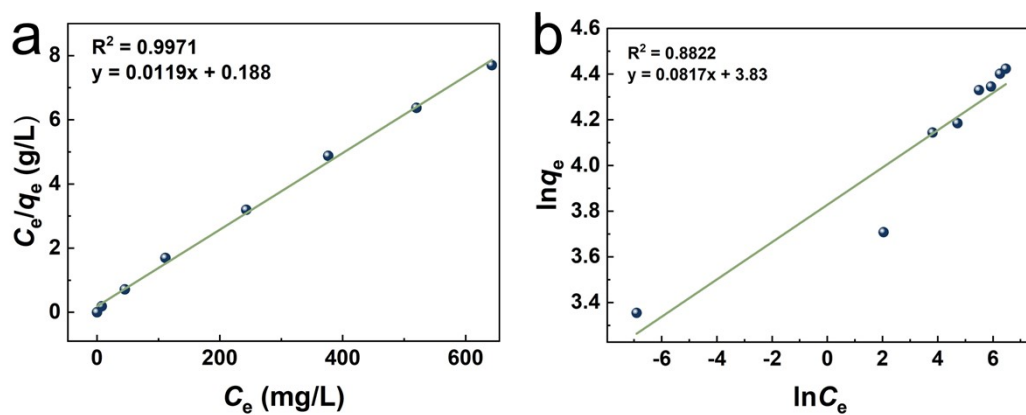 a
R² = 0.9971
y = 0.0119x + 0.188
8
6
4
2
0
Cₑ/qₑ (g/L)
0 200 400 600
Cₑ (mg/L)
b
R² = 0.8822
y = 0.0817x + 3.83
4.6
4.4
4.2
4.0
3.8
3.6
3.4
lnqₑ
-6 -4 -2 0 2 4 6
lnCₑ